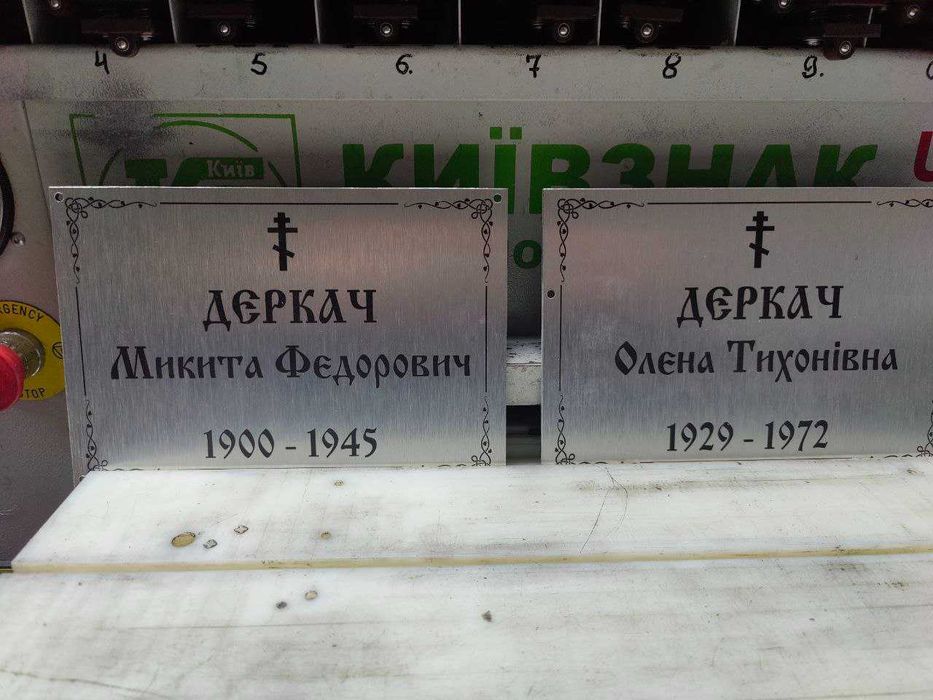 4 5 6. 7 8 9.
Київ
КИЇВЗНАК
ДЕРКАЧ
Микита Федорович
1900 - 1945
ДЕРКАЧ
Олена Тихонівна
1929 - 1972